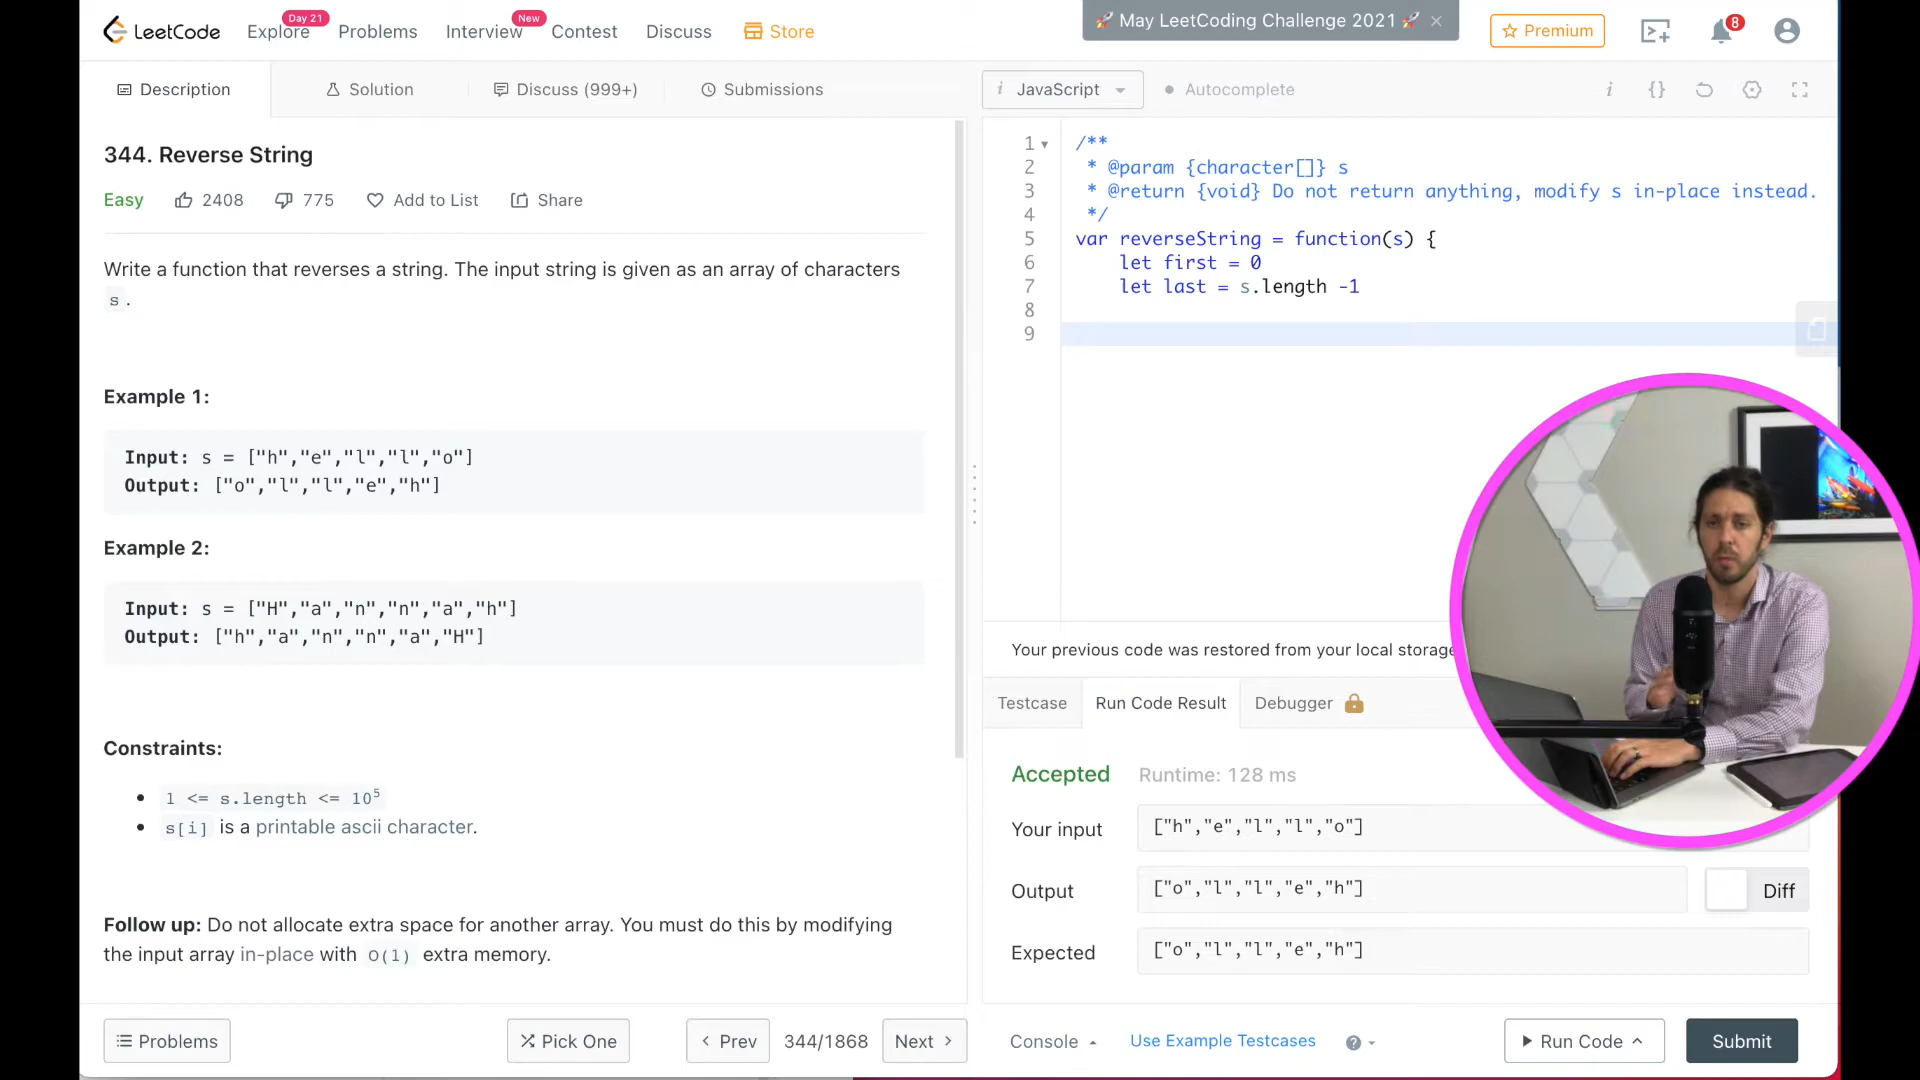 LeetCode
Explore
Day 21
Problems
Interview
New
Contest
Discuss
Store
🚀 May LeetCoding Challenge 2021 🚀 ×
Premium
8
Description
Solution
Discuss (999+)
Submissions
i JavaScript
Autocomplete
344. Reverse String
Easy 2408 775 Add to List Share
Write a function that reverses a string. The input string is given as an array of characters
s .
Example 1:
Input: s = ["h","e","l","l","o"]
Output: ["o","l","l","e","h"]
Example 2:
Input: s = ["H","a","n","n","a","h"]
Output: ["h","a","n","n","a","H"]
Constraints:
1 <= s.length <= 10⁵
s[i] is a printable ascii character.
Follow up: Do not allocate extra space for another array. You must do this by modifying
the input array in-place with O(1) extra memory.
Problems
Pick One
Prev
344/1868
Next
1 /**
2 * @param {character[]} s
3 * @return {void} Do not return anything, modify s in-place instead.
4 */
5 var reverseString = function(s) {
6 let first = 0
7 let last = s.length -1
8
9
Your previous code was restored from your local storage
Testcase
Run Code Result
Debugger
Accepted Runtime: 128 ms
Your input ["h","e","l","l","o"]
Output ["o","l","l","e","h"]
Diff
Expected ["o","l","l","e","h"]
Console
Use Example Testcases
Run Code
Submit